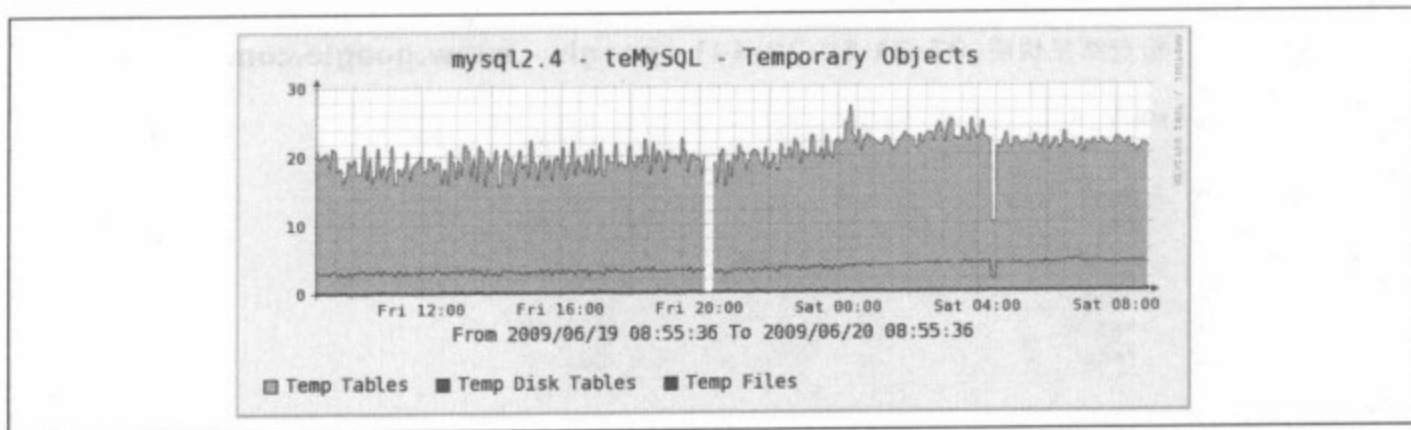 mysql2.4 - teMySQL - Temporary Objects
30
20
10
0
Fri 12:00 Fri 16:00 Fri 20:00 Sat 00:00 Sat 04:00 Sat 08:00
From 2009/06/19 08:55:36 To 2009/06/20 08:55:36
Temp Tables Temp Disk Tables Temp Files